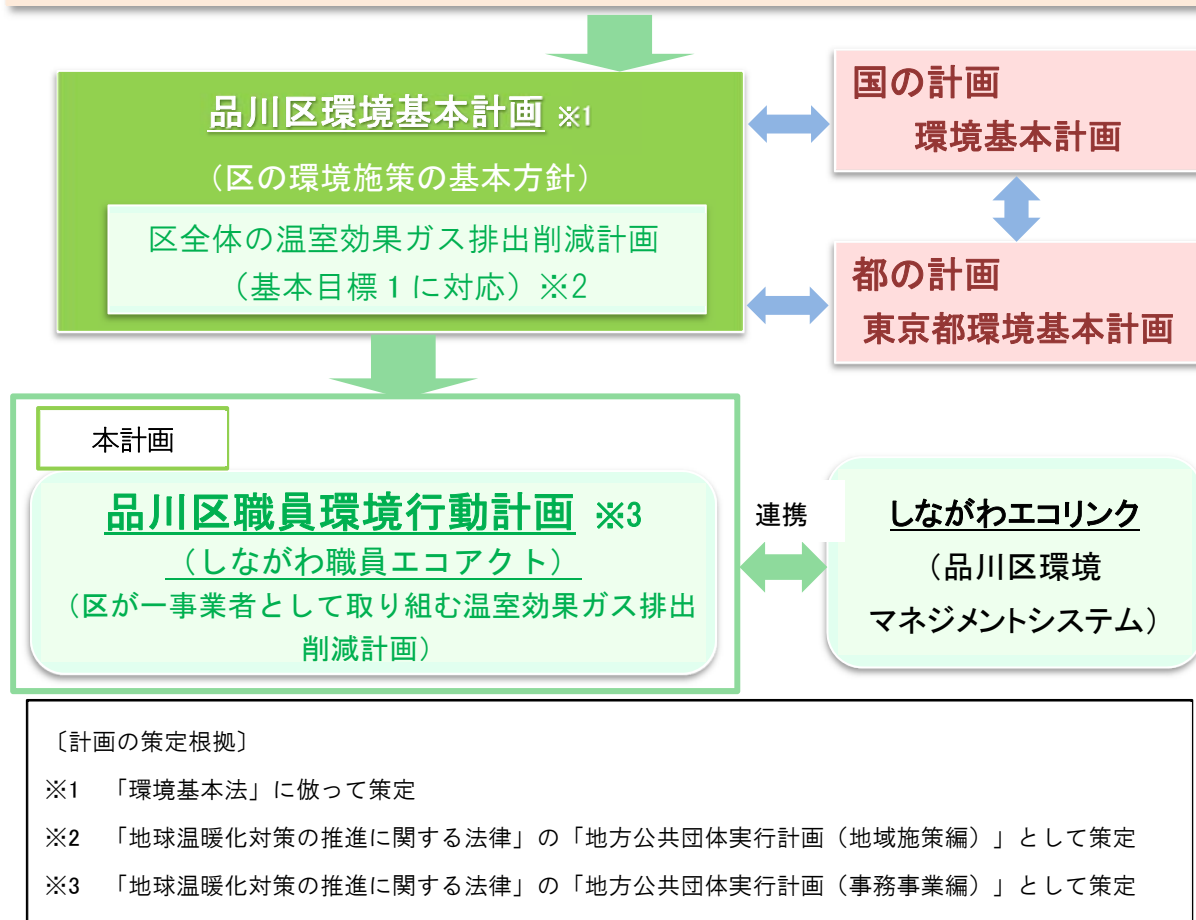 品川区環境基本計画 ※1
（区の環境施策の基本方針）
区全体の温室効果ガス排出削減計画
（基本目標１に対応）※2
国の計画
環境基本計画
都の計画
東京都環境基本計画
本計画
品川区職員環境行動計画 ※3
（しながわ職員エコアクト）
（区が一事業者として取り組む温室効果ガス排出
削減計画）
連携
しながわエコリンク
（品川区環境
マネジメントシステム）
〔計画の策定根拠〕
※1 「環境基本法」に倣って策定
※2 「地球温暖化対策の推進に関する法律」の「地方公共団体実行計画（地域施策編）」として策定
※3 「地球温暖化対策の推進に関する法律」の「地方公共団体実行計画（事務事業編）」として策定